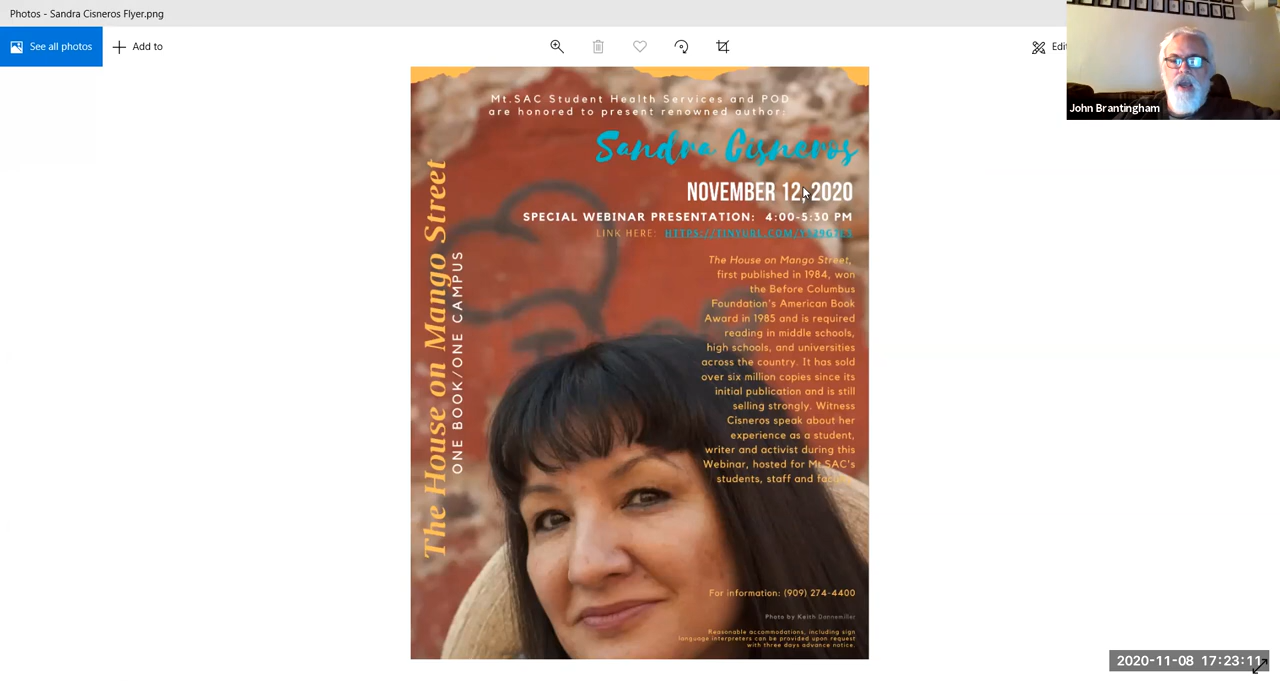 Photos - Sandra Cisneros Flyer.png
See all photos
Add to
John Brantingham
Mt.SAC Student Health Services and POD
are honored to present renowned author:
Sandra Cisneros
NOVEMBER 12, 2020
SPECIAL WEBINAR PRESENTATION: 4:00-5:30 PM
LINK HERE:
The House on Mango Street
ONE BOOK/ONE CAMPUS
The House on Mango Street,
first published in 1984, won
the Before Columbus
Foundation's American Book
Award in 1985 and is required
reading in middle schools,
high schools, and universities
across the country. It has sold
over six million copies since its
initial publication and is still
selling strongly. Witness
Cisneros speak about her
experience as a student,
writer and activist during this
Webinar, hosted for Mt.SAC's
students, staff and
For information: (909) 274-4400
Photo by Keith Dannemiller
Reasonable accommodations, including sign
language interpreters can be provided upon request
with three days advance notice.
2020-11-08 17:23:11